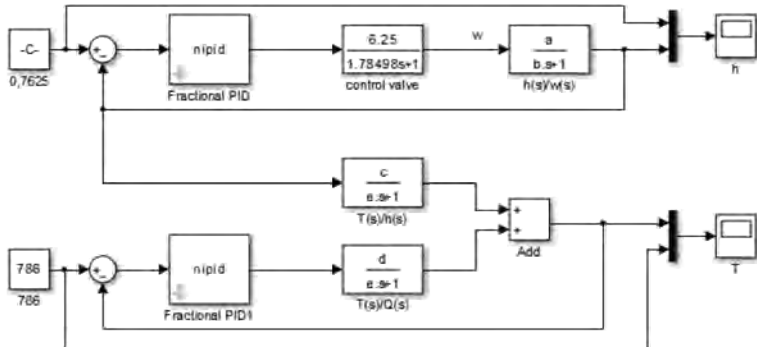 -C-
0,7625
nipid
Fractional PID
6.25
1.78498s+1
control valve
w
a
b.s+1
h(s)/w(s)
h
c
e.s+1
T(s)/h(s)
786
786
nipid
Fractional PID1
d
e.s+1
T(s)/Q(s)
+
+
Add
T